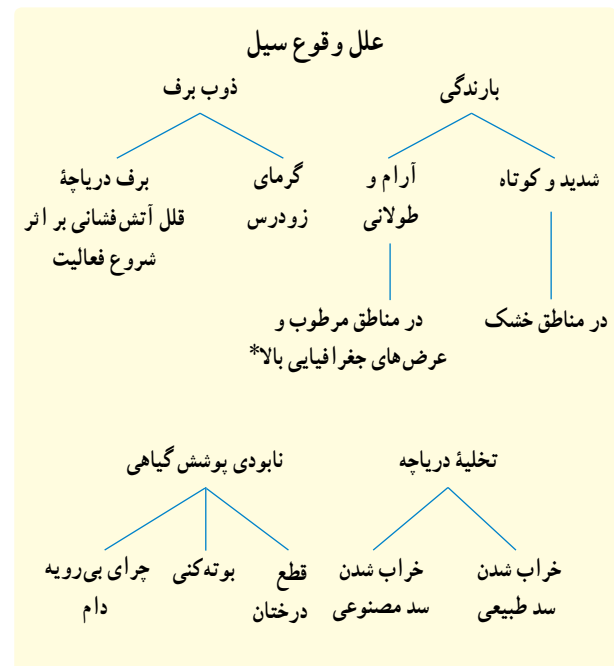 علل وقوع سیل
بارندگی
ذوب برف
شدید و کوتاه
آرام و
طولانی
گرمای
زودرس
برف دریاچهٔ
قلل آتش‌فشانی بر اثر
شروع فعالیت
در مناطق خشک
در مناطق مرطوب و
عرض‌های جغرافیایی بالا*
تخلیهٔ دریاچه
نابودی پوشش گیاهی
خراب شدن
سد طبیعی
خراب شدن
سد مصنوعی
قطع
درختان
بوته‌کنی
چرای بی‌رویه
دام